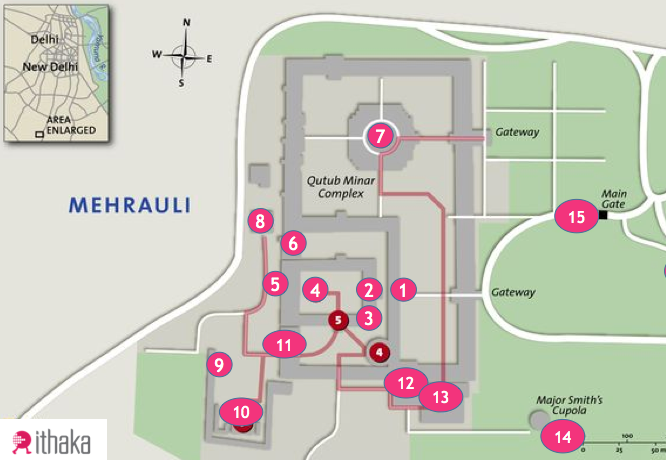 Delhi
New Delhi
AREA
ENLARGED
N
W
E
S
MEHRAULI
Qutub Minar
Complex
7
Gateway
Main
Gate
15
8
6
5
4
2
1
Gateway
5
3
11
4
9
12
13
10
Major Smith's
Cupola
14
100
0
25
50 m
ithaka